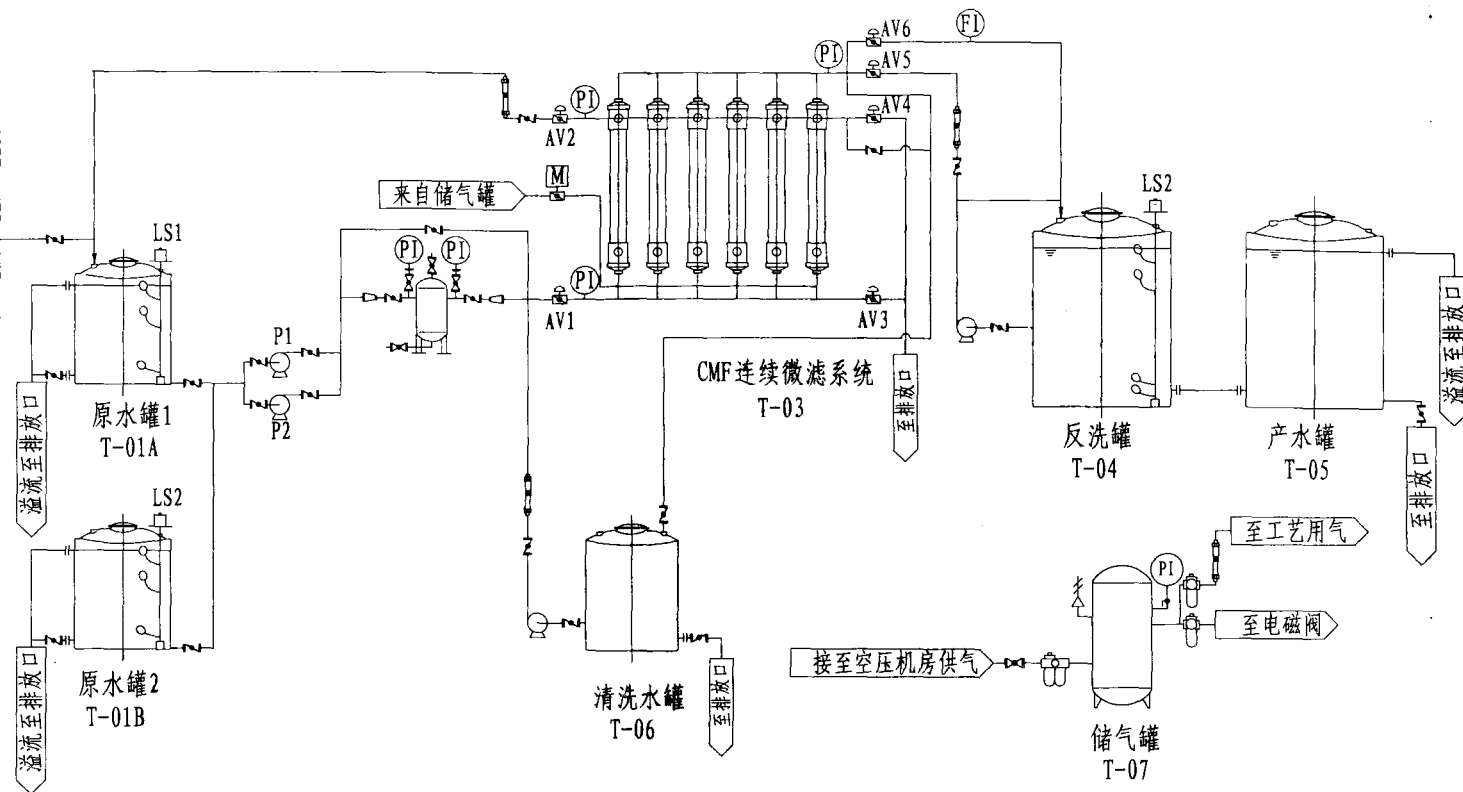 AV6
FI
PI
AV5
PI
AV4
AV2
M
来自储气罐
LS1
PI
PI
PI
AV1
AV3
LS2
P1
P2
CMF连续微滤系统
T-03
至排放口
原水罐1
T-01A
溢流至排放口
反洗罐
T-04
产水罐
T-05
溢流至排放口
至排放口
LS2
原水罐2
T-01B
溢流至排放口
清洗水罐
T-06
至排放口
至工艺用气
PI
至电磁阀
接至空压机房供气
储气罐
T-07